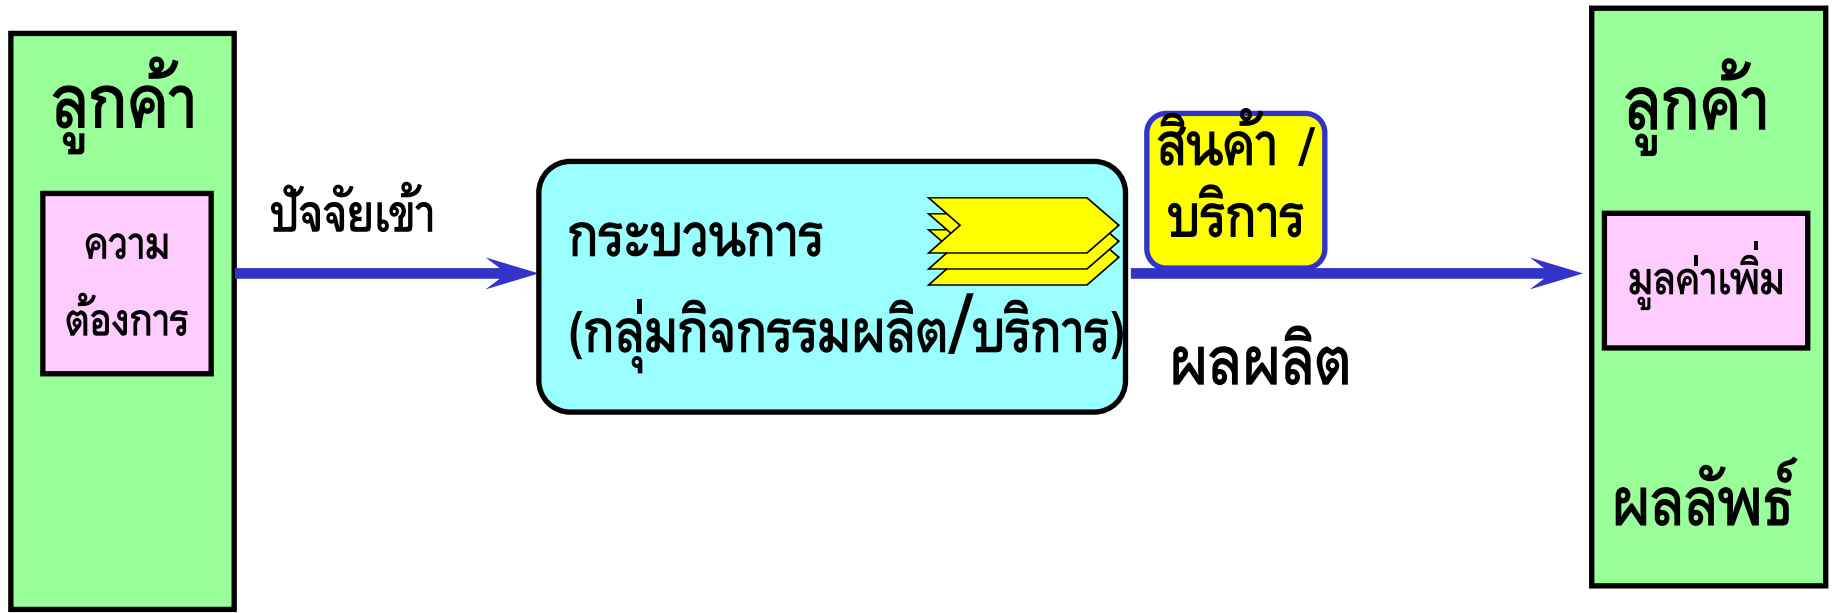 ลูกค้า
ความ
ต้องการ
ปัจจัยเข้า
กระบวนการ
(กลุ่มกิจกรรมผลิต/บริการ)
สินค้า /
บริการ
ผลผลิต
ลูกค้า
มูลค่าเพิ่ม
ผลลัพธ์